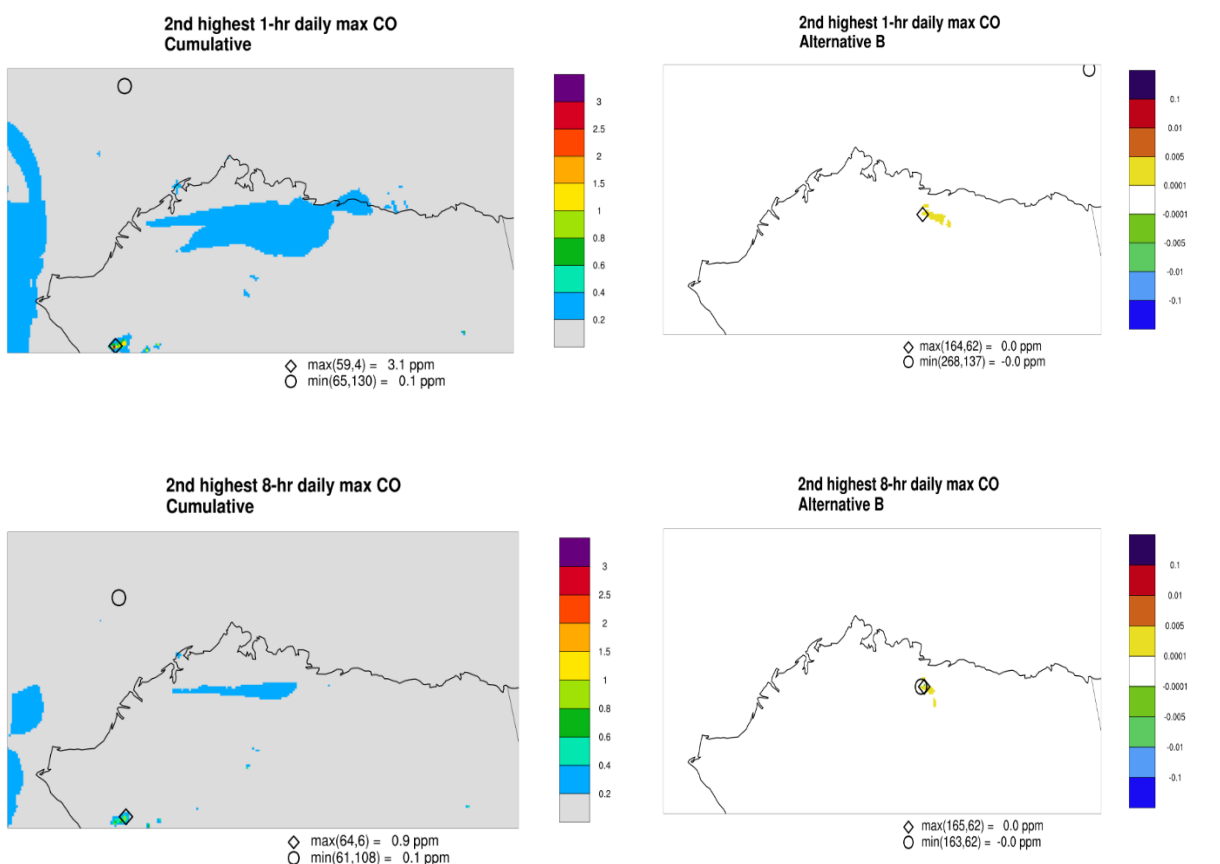 2nd highest 1-hr daily max CO
Cumulative
3
2.5
2
1.5
1
0.8
0.6
0.4
0.2
max(59,4) = 3.1 ppm
min(65,130) = 0.1 ppm
2nd highest 1-hr daily max CO
Alternative B
0.1
0.01
0.005
0.0001
-0.0001
-0.005
-0.01
-0.1
max(164,62) = 0.0 ppm
min(268,137) = -0.0 ppm
2nd highest 8-hr daily max CO
Cumulative
3
2.5
2
1.5
1
0.8
0.6
0.4
0.2
max(64,6) = 0.9 ppm
min(61,108) = 0.1 ppm
2nd highest 8-hr daily max CO
Alternative B
0.1
0.01
0.005
0.0001
-0.0001
-0.005
-0.01
-0.1
max(165,62) = 0.0 ppm
min(163,62) = -0.0 ppm